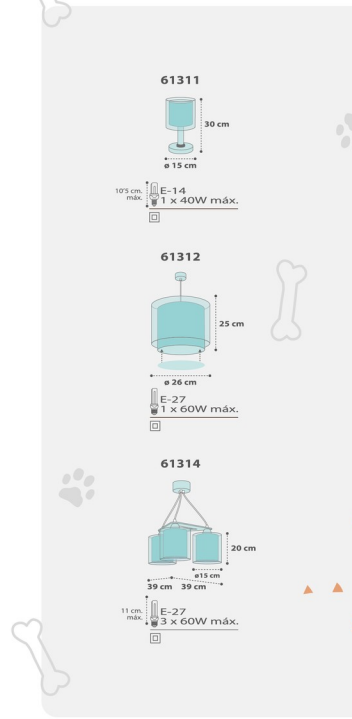 61311
30 cm
ø 15 cm
10'5 cm.
máx.
E-14
1 x 40W máx.
61312
25 cm
ø 26 cm
E-27
1 x 60W máx.
61314
20 cm
ø15 cm
39 cm 39 cm
11 cm.
máx.
E-27
3 x 60W máx.